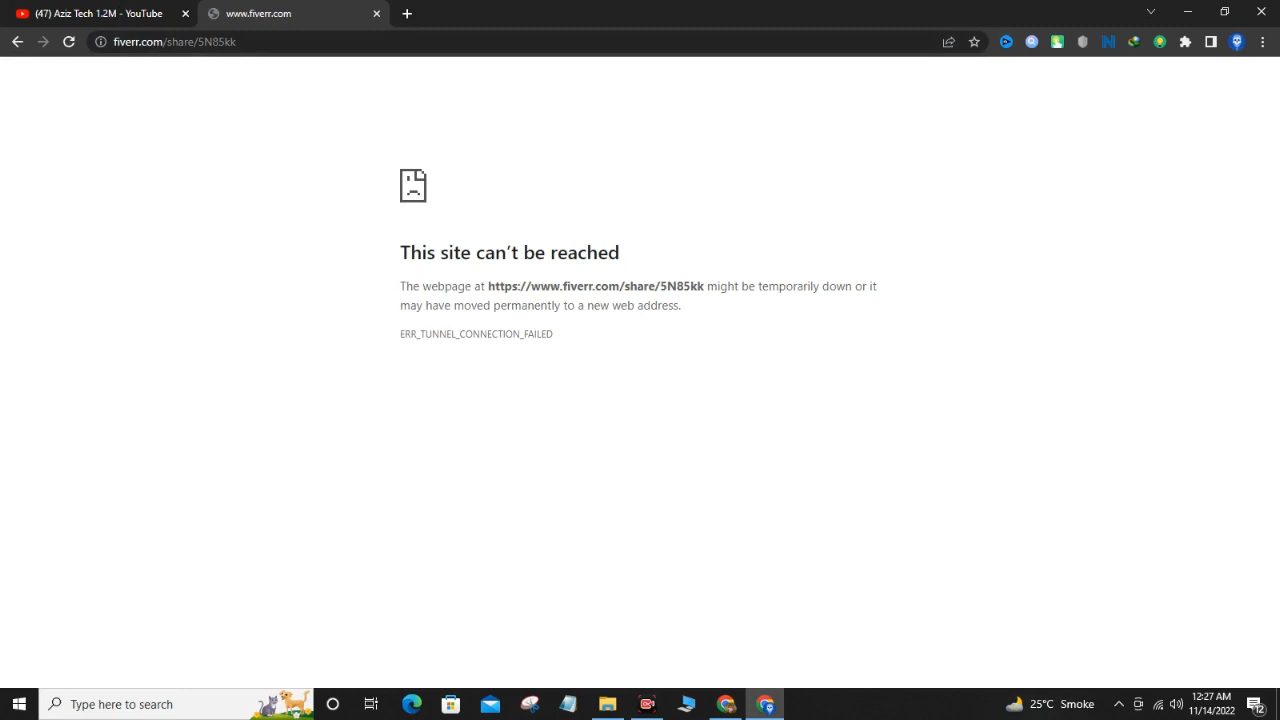 (47) Aziz Tech 1.2M - YouTube
www.fiverr.com
fiverr.com/share/5N85kk
This site can't be reached
The webpage at https://www.fiverr.com/share/5N85kk might be temporarily down or it
may have moved permanently to a new web address.
ERR_TUNNEL_CONNECTION_FAILED
Type here to search
25°C Smoke
12:27 AM
11/14/2022
12